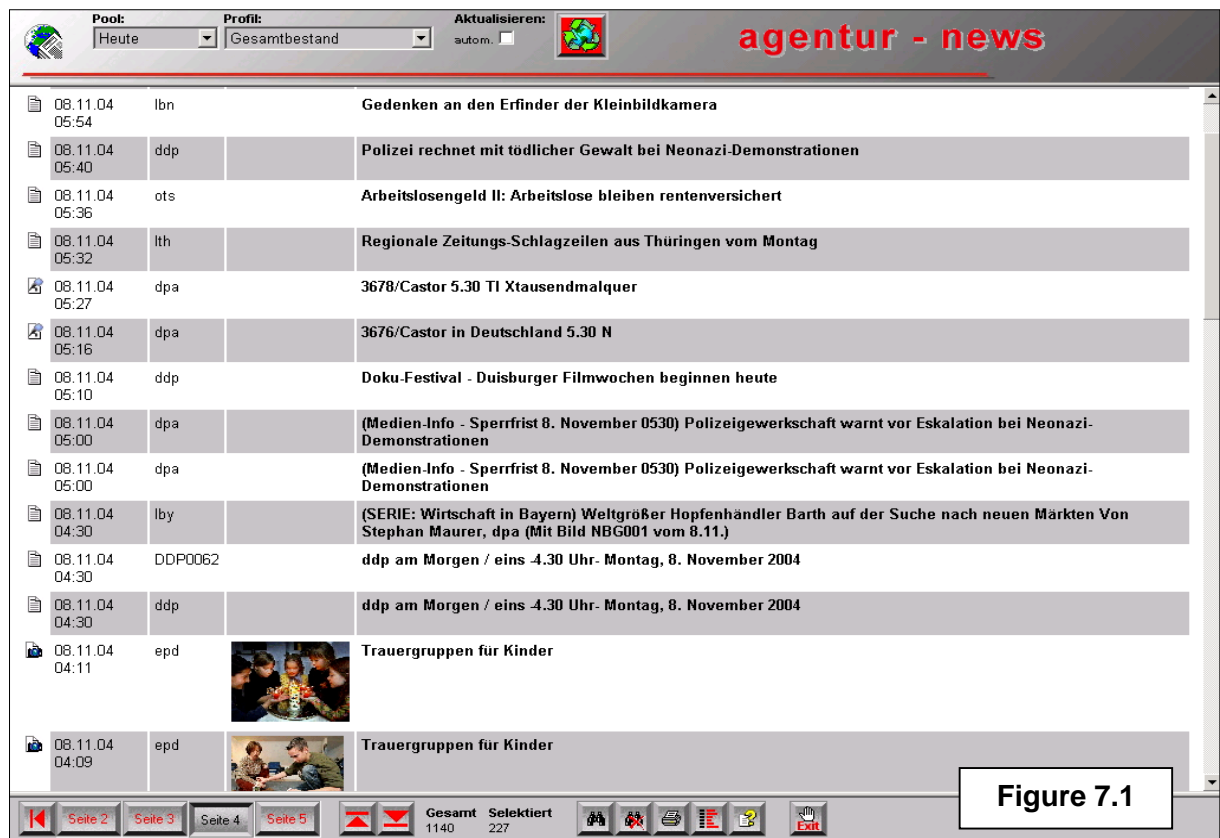 Pool: Profil: Aktualisieren:
Heute Gesamtbestand autom. agentur - news
08.11.04 lbn Gedenken an den Erfinder der Kleinbildkamera
05:54
08.11.04 ddp Polizei rechnet mit tödlicher Gewalt bei Neonazi-Demonstrationen
05:40
08.11.04 ots Arbeitslosengeld II: Arbeitslose bleiben rentenversichert
05:36
08.11.04 lth Regionale Zeitungs-Schlagzeilen aus Thüringen vom Montag
05:32
08.11.04 dpa 3678/Castor 5.30 TI Xtausendmalquer
05:27
08.11.04 dpa 3676/Castor in Deutschland 5.30 N
05:16
08.11.04 ddp Doku-Festival - Duisburger Filmwochen beginnen heute
05:10
08.11.04 dpa (Medien-Info - Sperrfrist 8. November 0530) Polizeigewerkschaft warnt vor Eskalation bei Neonazi-
05:00 Demonstrationen
08.11.04 dpa (Medien-Info - Sperrfrist 8. November 0530) Polizeigewerkschaft warnt vor Eskalation bei Neonazi-
05:00 Demonstrationen
08.11.04 lby (SERIE: Wirtschaft in Bayern) Weltgrößer Hopfenhändler Barth auf der Suche nach neuen Märkten Von
04:30 Stephan Maurer, dpa (Mit Bild NBG001 vom 8.11.)
08.11.04 DDP0062 ddp am Morgen / eins -4.30 Uhr- Montag, 8. November 2004
04:30
08.11.04 ddp ddp am Morgen / eins -4.30 Uhr- Montag, 8. November 2004
04:30
08.11.04 epd Trauergruppen für Kinder
04:11
08.11.04 epd Trauergruppen für Kinder
04:09
Figure 7.1
Seite 2 Seite 3 Seite 4 Seite 5 Gesamt Selektiert Exit
1140 227